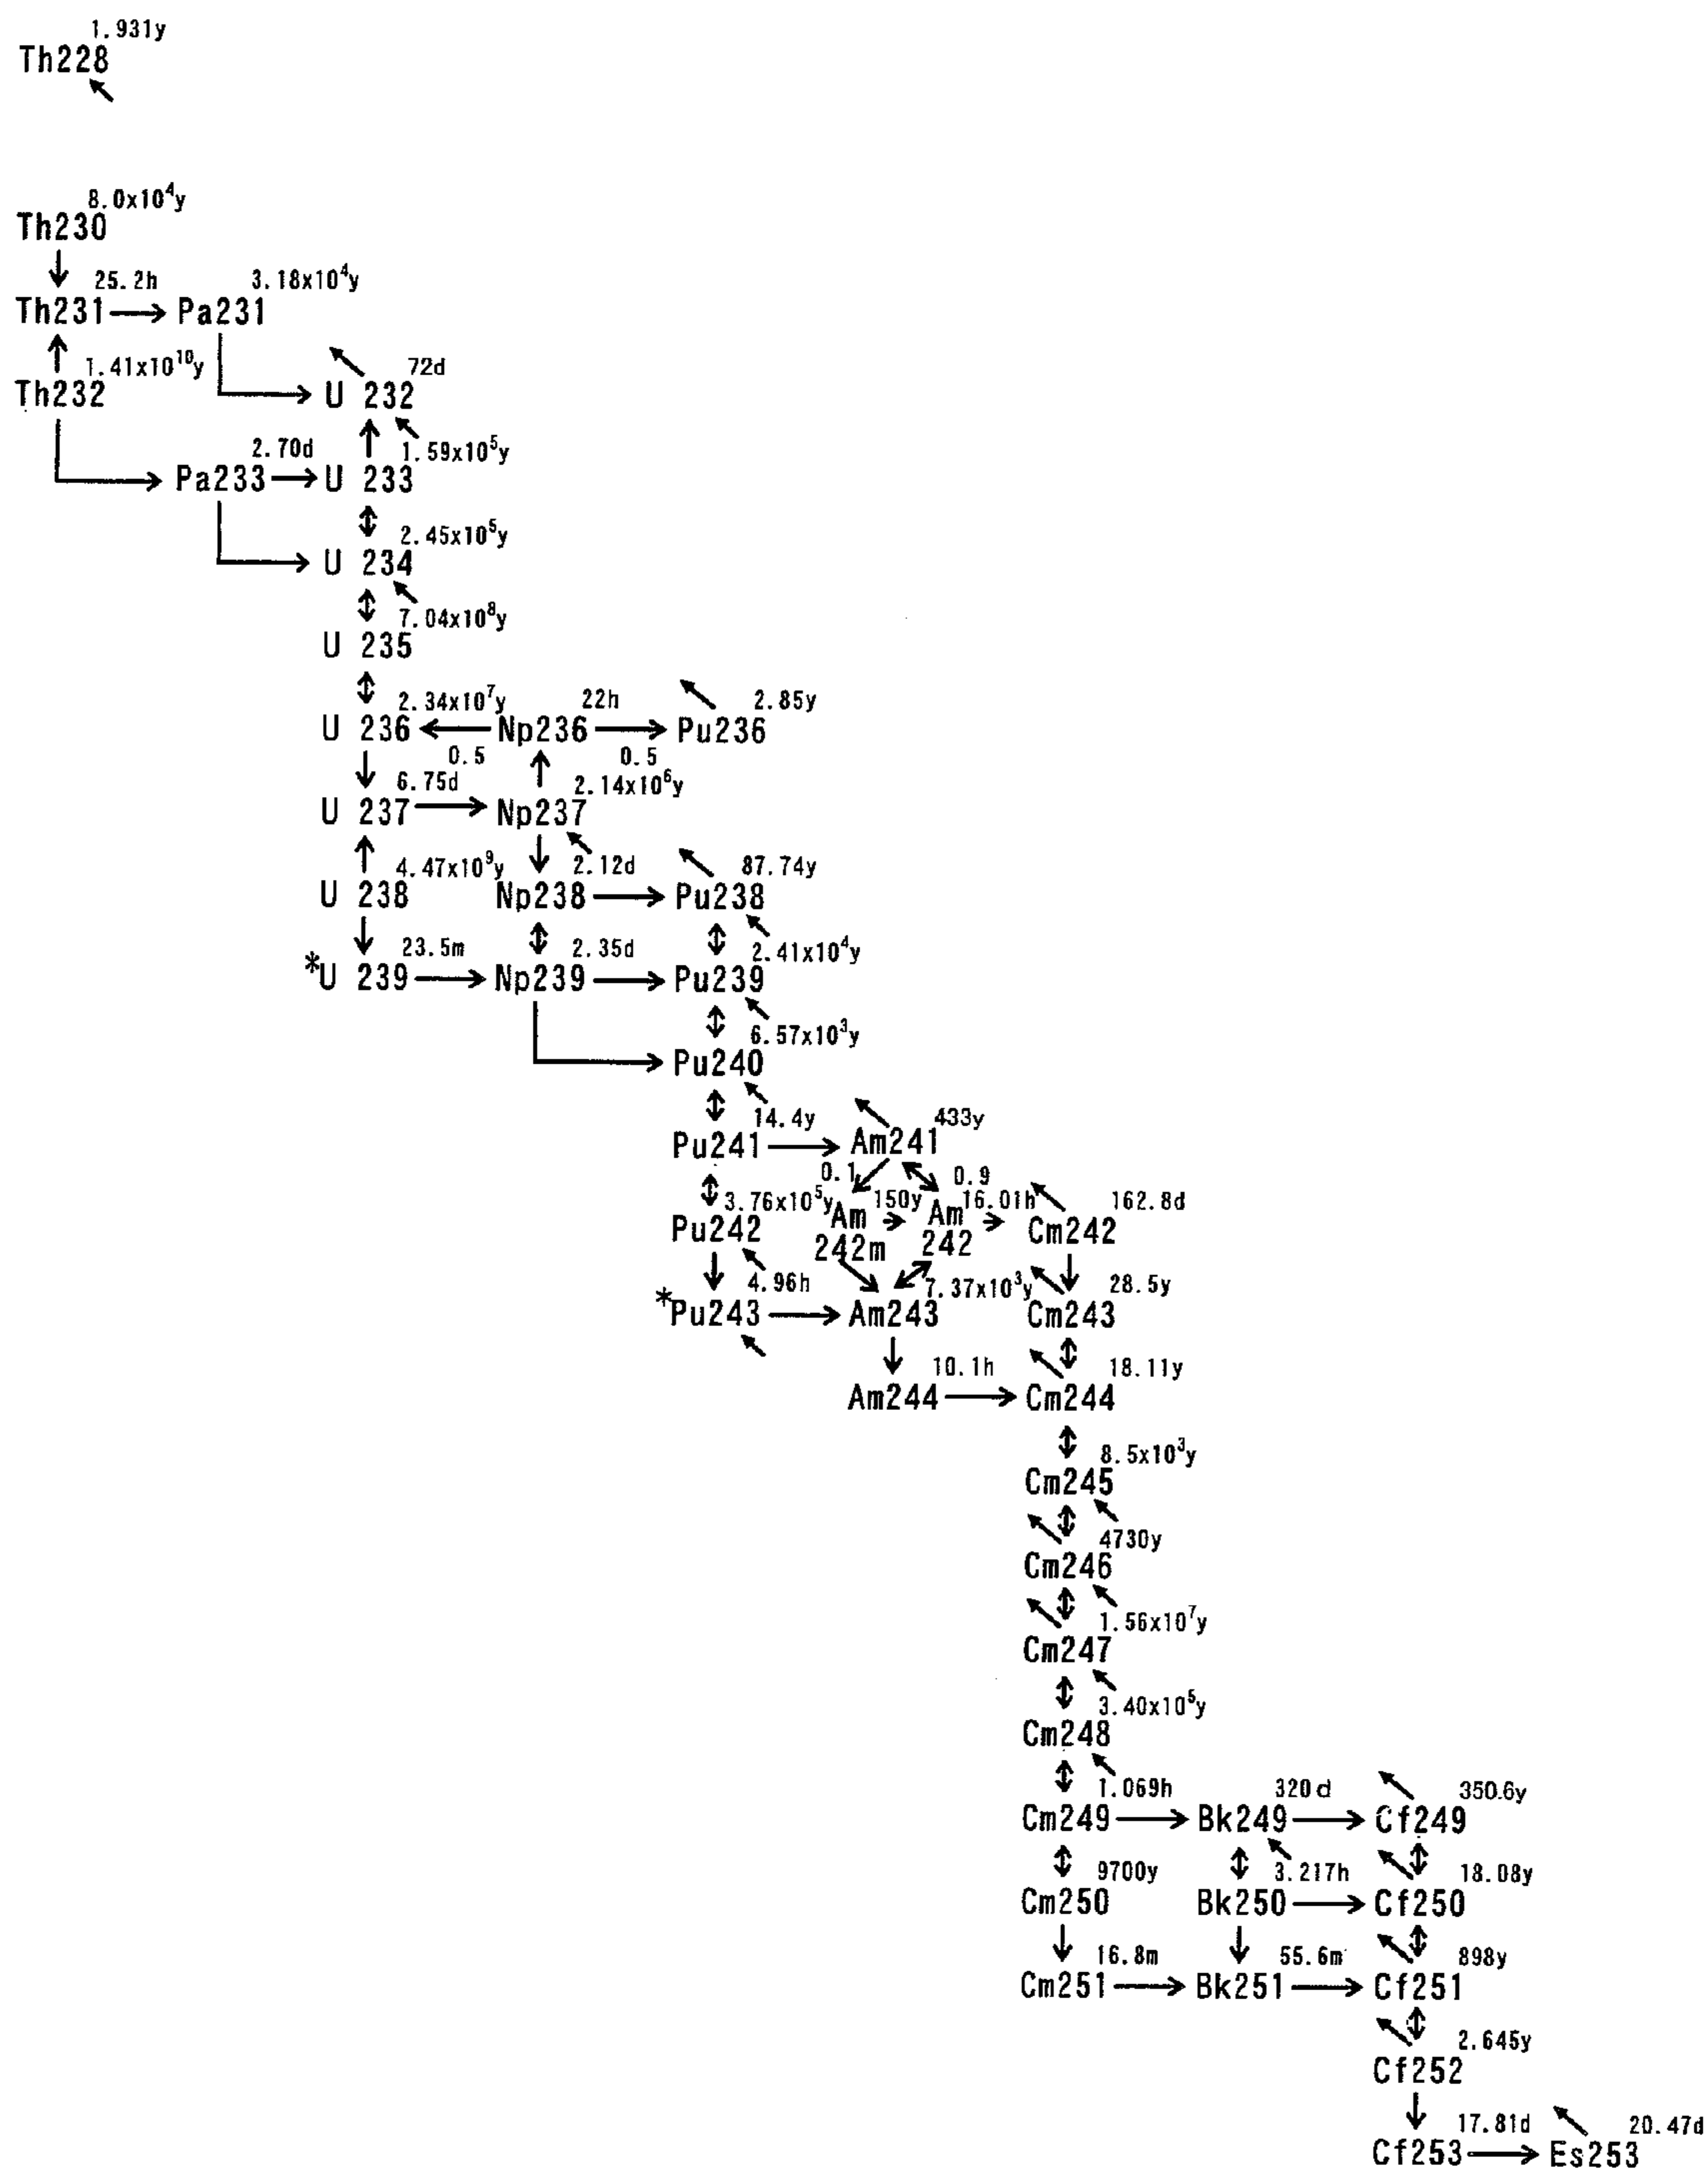 1.931y
Th228
8.0x10⁴y
Th230
25.2h 3.18x10⁴y
Th231 Pa231
1.41x10¹⁰y 72d
Th232 U 232
2.70d 1.59x10⁵y
Pa233 U 233
2.45x10⁵y
U 234
7.04x10⁸y
U 235
2.34x10⁷y 22h 2.85y
U 236 Np236 Pu236
0.5 0.5
6.75d 2.14x10⁶y
U 237 Np237
4.47x10⁹y 2.12d 87.74y
U 238 Np238 Pu238
23.5m 2.35d 2.41x10⁴y
*U 239 Np239 Pu239
6.57x10³y
Pu240
14.4y 433y
Pu241 Am241
0.1 0.9
3.76x10⁵y 150y 16.01h 162.8d
Pu242 Am Am Cm242
242m 242
4.96h 7.37x10³y 28.5y
*Pu243 Am243 Cm243
10.1h 18.11y
Am244 Cm244
8.5x10³y
Cm245
4730y
Cm246
1.56x10⁷y
Cm247
3.40x10⁵y
Cm248
1.069h 320d 350.6y
Cm249 Bk249 Cf249
9700y 3.217h 18.08y
Cm250 Bk250 Cf250
16.8m 55.6m 898y
Cm251 Bk251 Cf251
2.645y
Cf252
17.81d 20.47d
Cf253 Es253